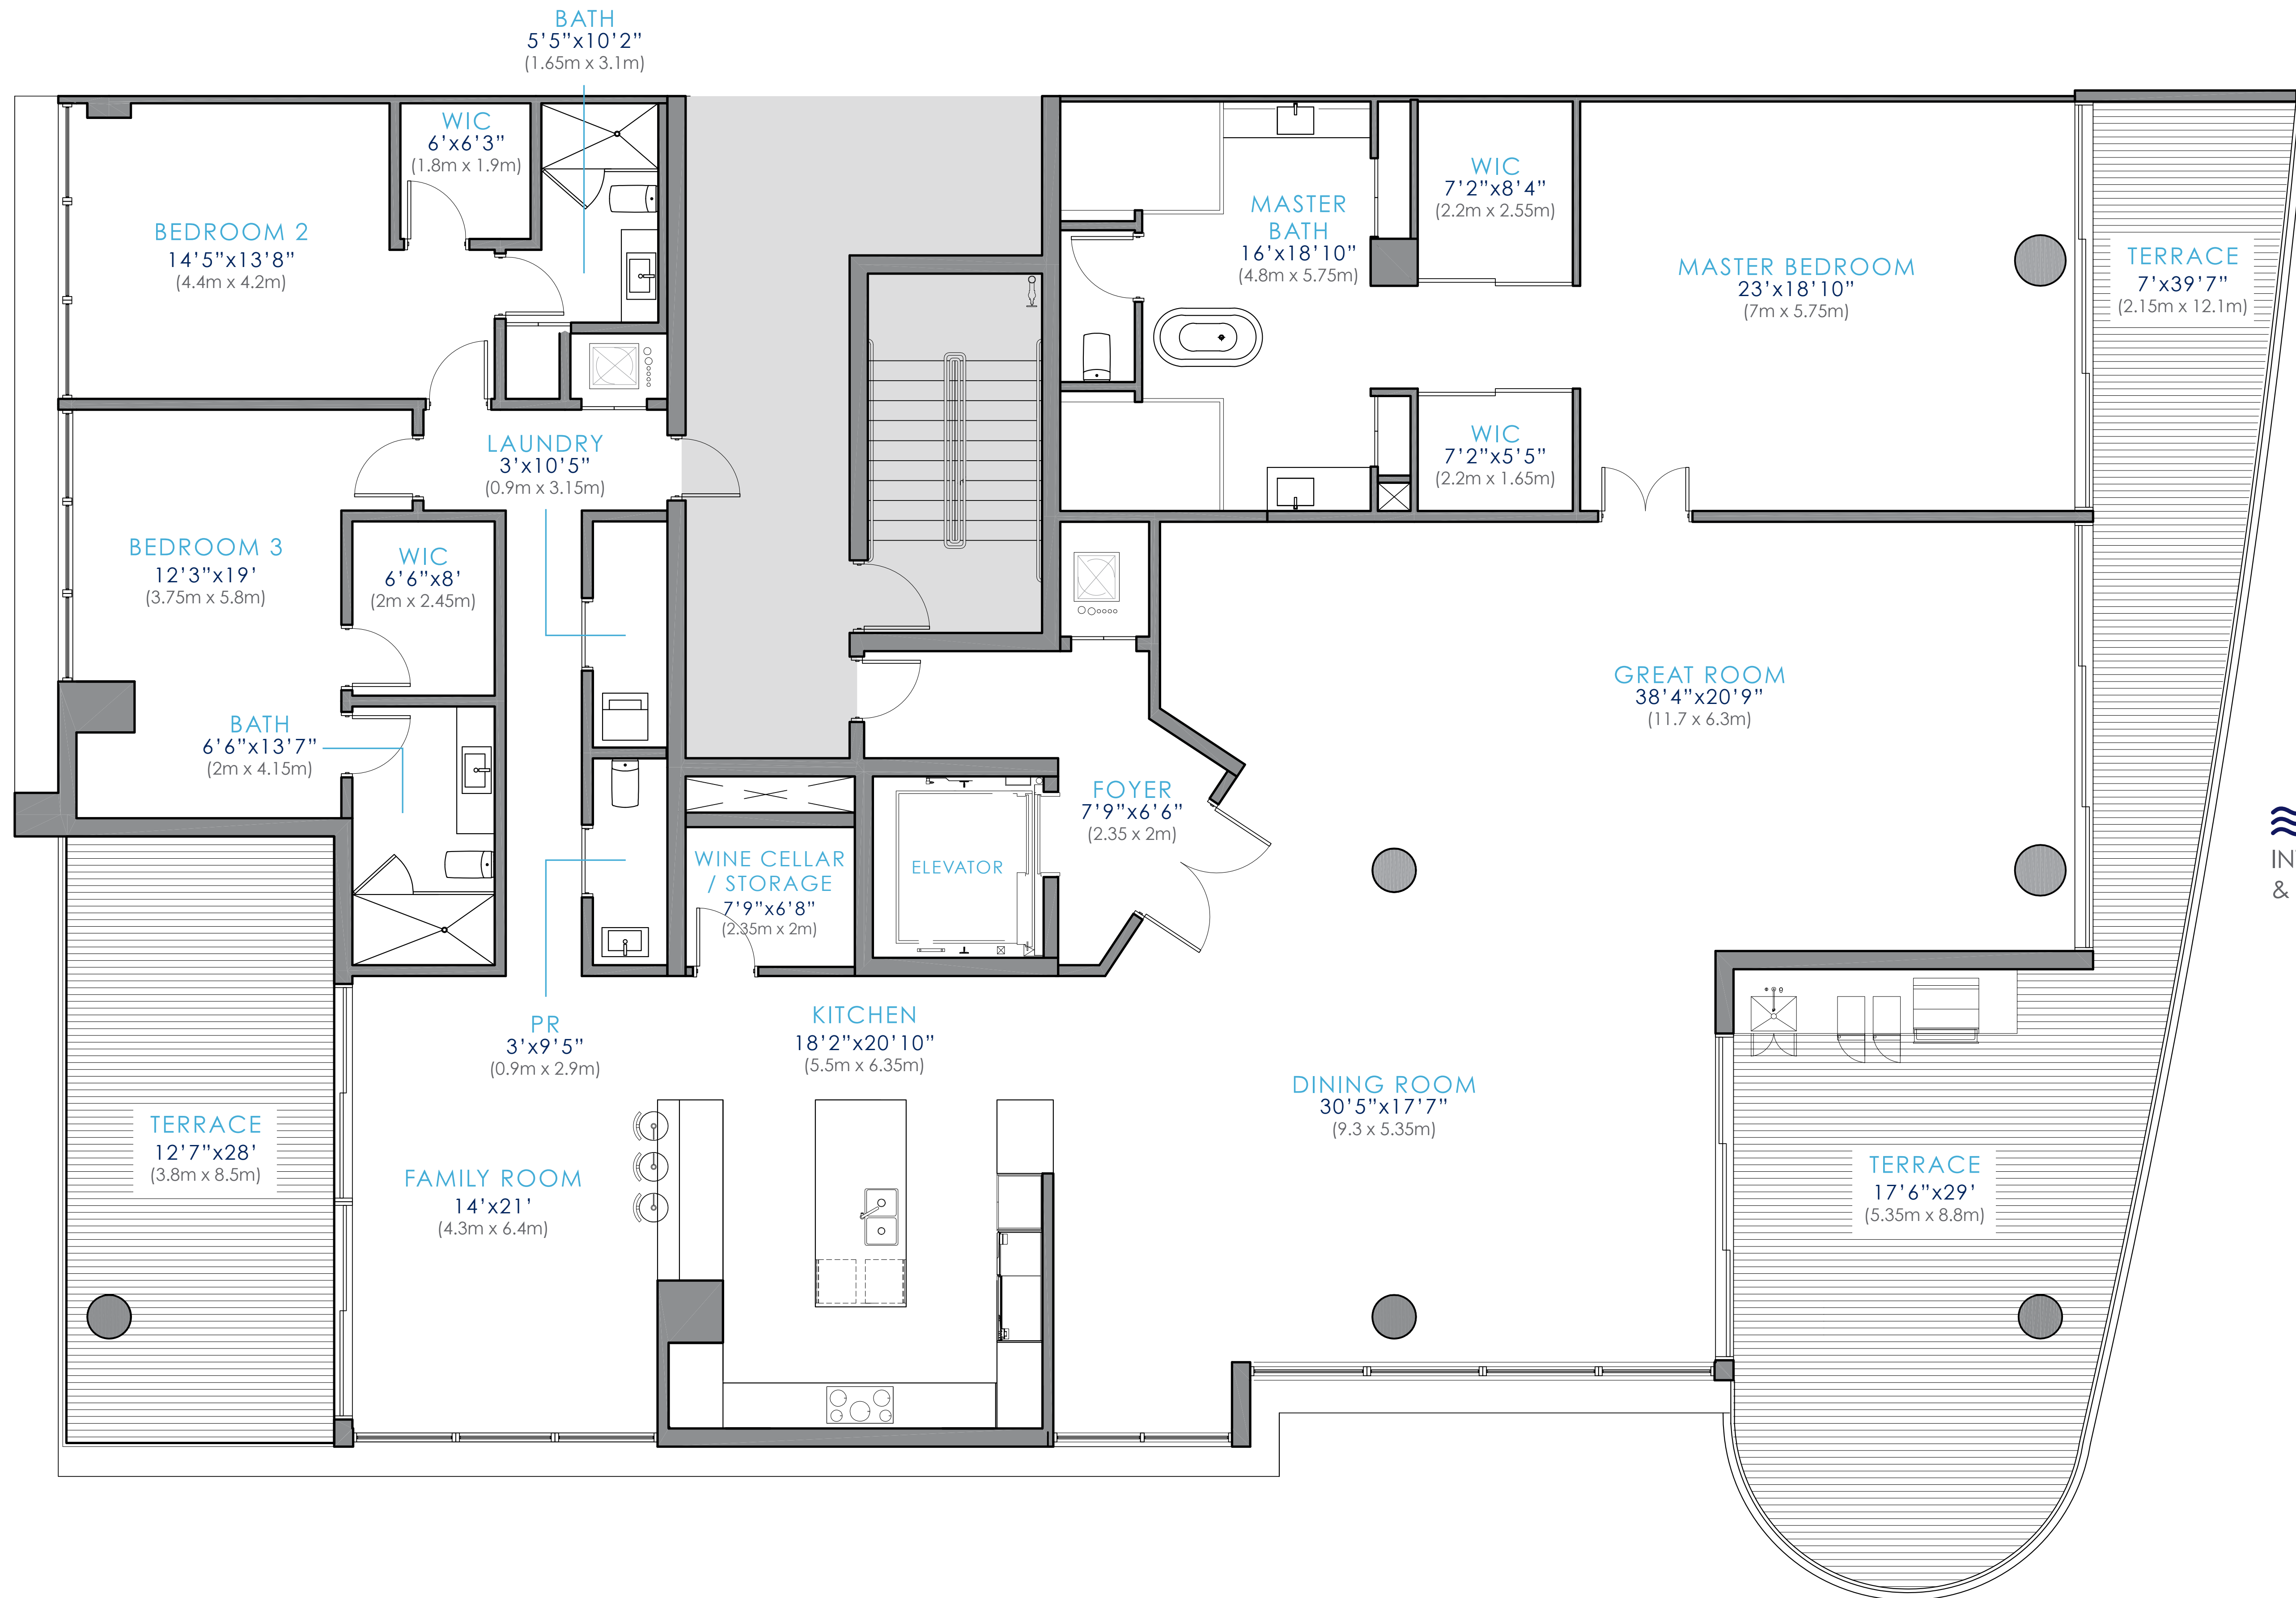 BATH
5'5”x10'2”
(1.65m x 3.1m)
WIC
6'x6'3”
(1.8m x 1.9m)
BEDROOM 2
14'5”x13'8”
(4.4m x 4.2m)
MASTER
BATH
16'x18'10”
(4.8m x 5.75m)
WIC
7'2”x8'4”
(2.2m x 2.55m)
MASTER BEDROOM
23'x18'10”
(7m x 5.75m)
TERRACE
7'x39'7”
(2.15m x 12.1m)
LAUNDRY
3'x10'5”
(0.9m x 3.15m)
WIC
7'2”x5'5”
(2.2m x 1.65m)
BEDROOM 3
12'3”x19'
(3.75m x 5.8m)
WIC
6'6”x8'
(2m x 2.45m)
GREAT ROOM
38'4”x20'9”
(11.7 x 6.3m)
BATH
6'6”x13'7”
(2m x 4.15m)
FOYER
7'9”x6'6”
(2.35 x 2m)
WINE CELLAR
/ STORAGE
7'9”x6'8”
(2.35m x 2m)
ELEVATOR
IN
&
PR
3'x9'5”
(0.9m x 2.9m)
KITCHEN
18'2”x20'10”
(5.5m x 6.35m)
DINING ROOM
30'5”x17'7”
(9.3 x 5.35m)
TERRACE
12'7”x28'
(3.8m x 8.5m)
FAMILY ROOM
14'x21'
(4.3m x 6.4m)
TERRACE
17'6”x29'
(5.35m x 8.8m)